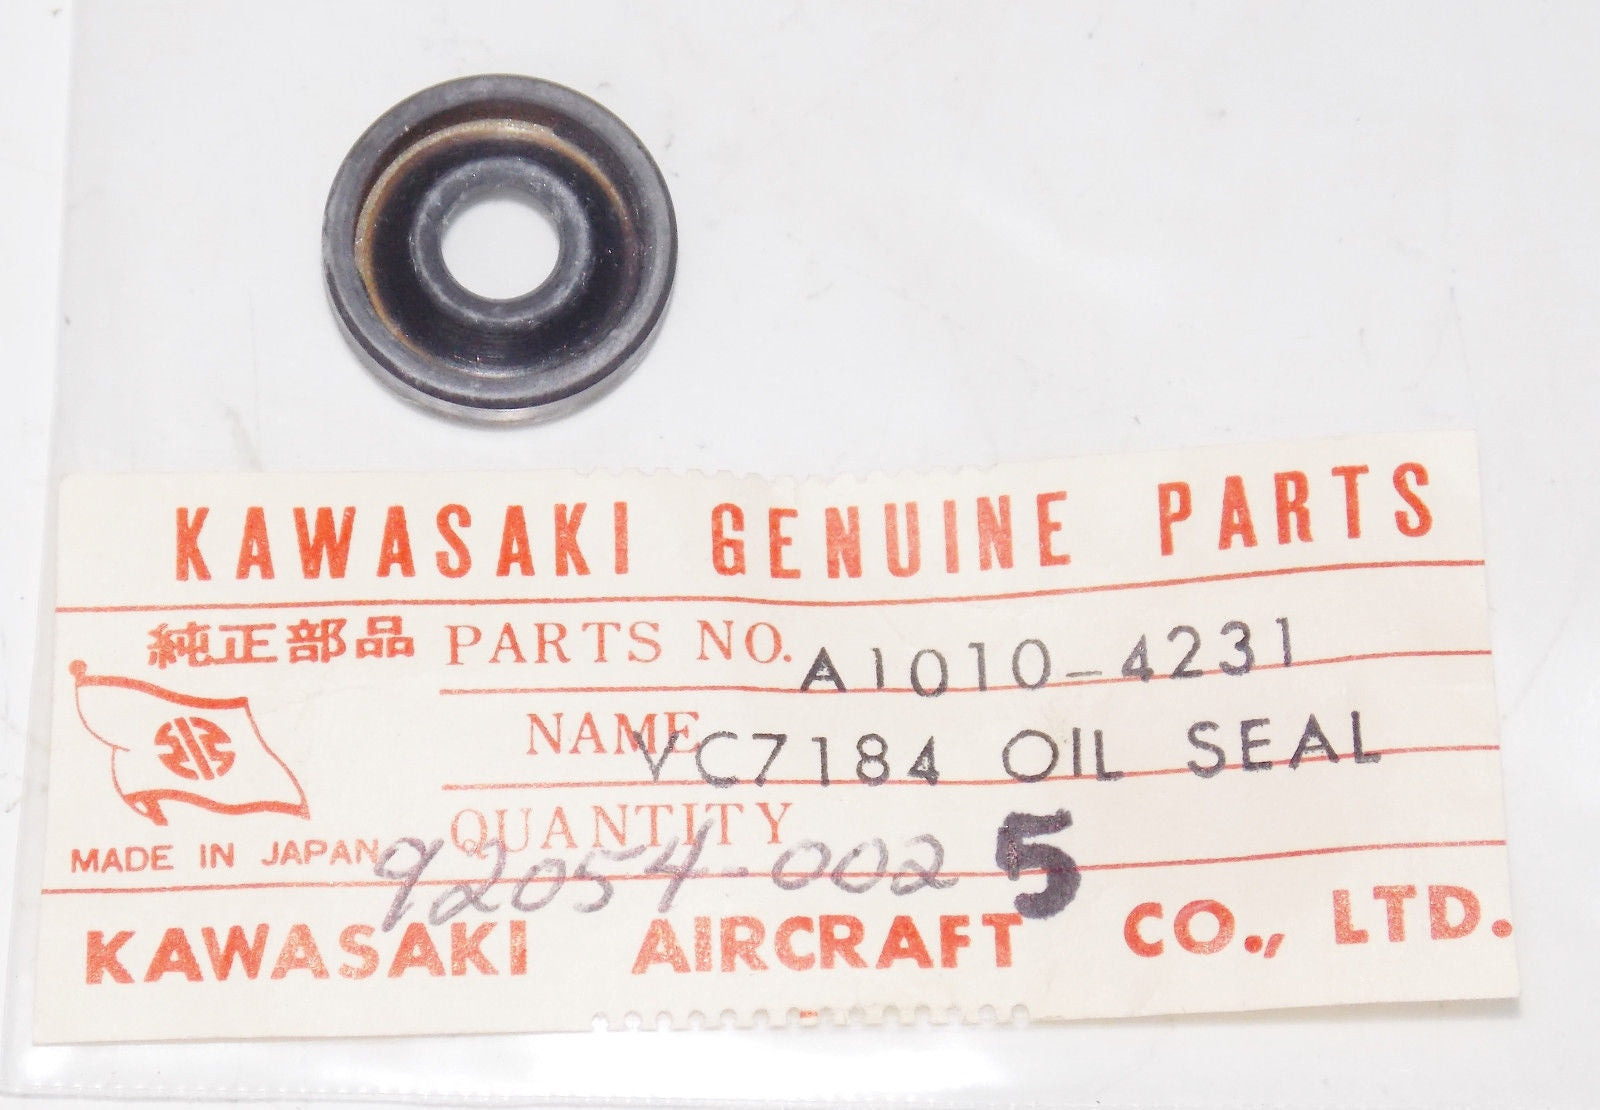 KAWASAKI GENUINE PARTS
純正部品
PARTS NO. A1010-4231
NAME VC7184 OIL SEAL
QUANTITY 5
92054-002
MADE IN JAPAN
KAWASAKI AIRCRAFT CO., LTD.